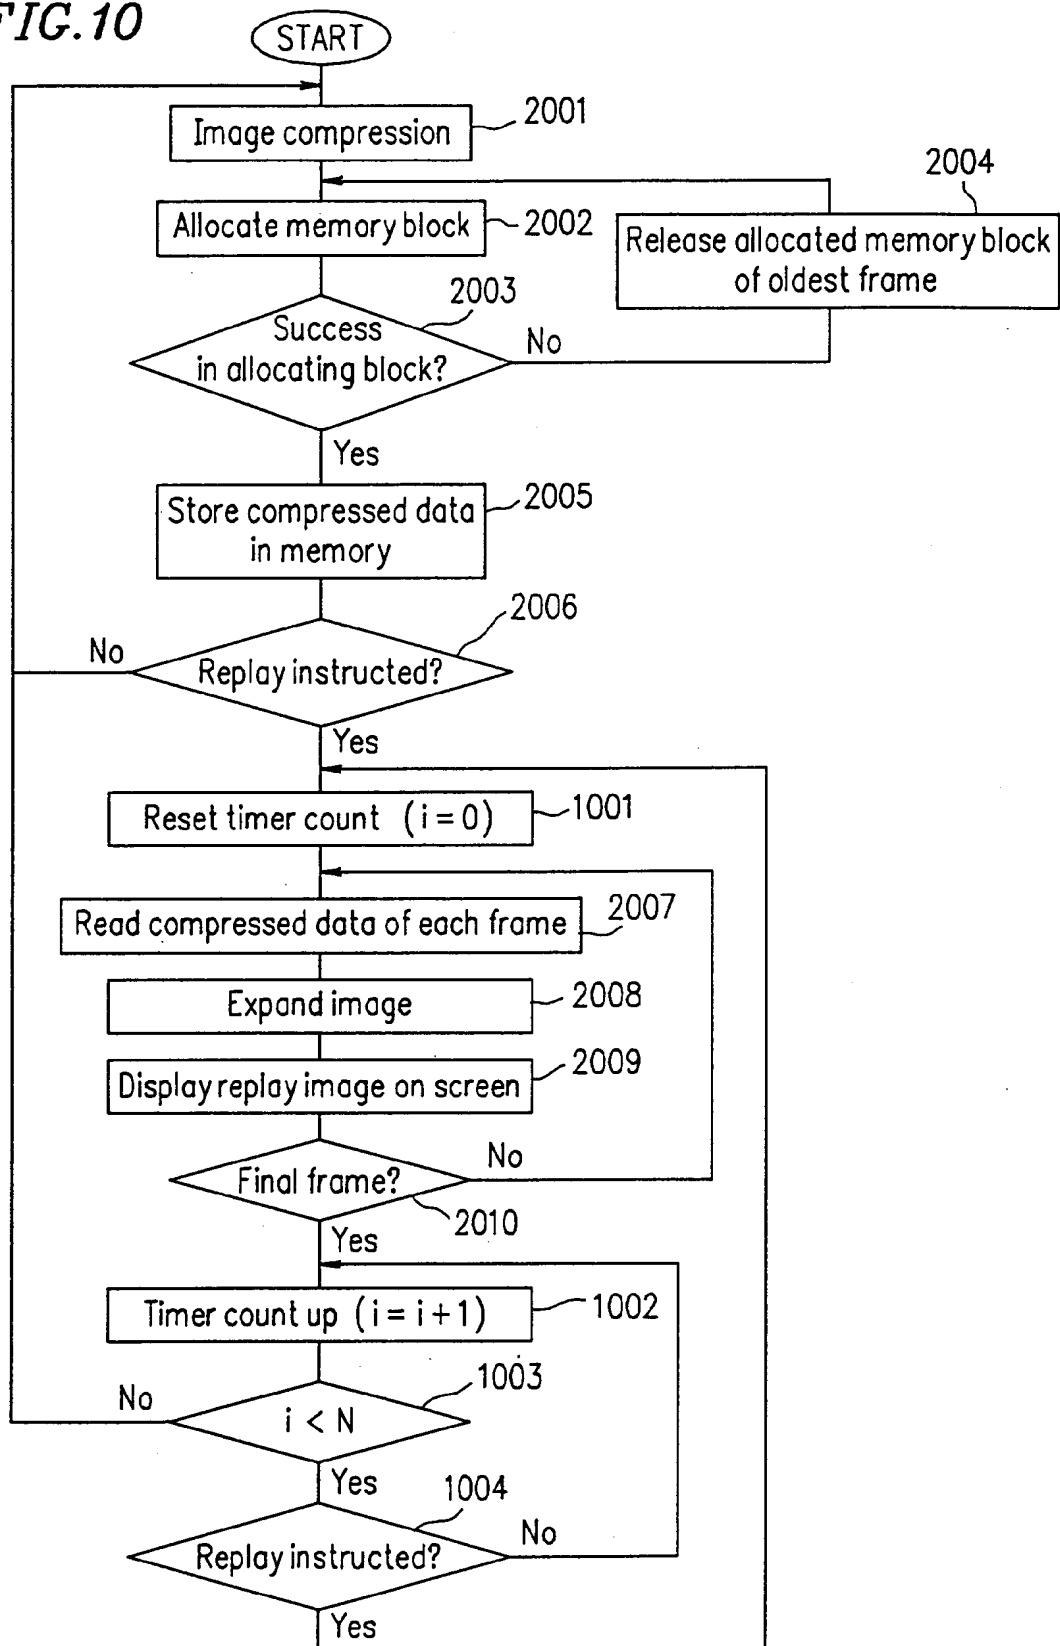 FIG.10
START
Image compression
2001
2004
Allocate memory block
2002
Release allocated memory block
of oldest frame
2003
Success
in allocating block?
No
Yes
Store compressed data
in memory
2005
2006
No
Replay instructed?
Yes
Reset timer count (i = 0)
1001
Read compressed data of each frame
2007
Expand image
2008
Display replay image on screen
2009
Final frame?
No
2010
Yes
Timer count up (i = i + 1)
1002
1003
No
i < N
Yes
1004
Replay instructed?
No
Yes